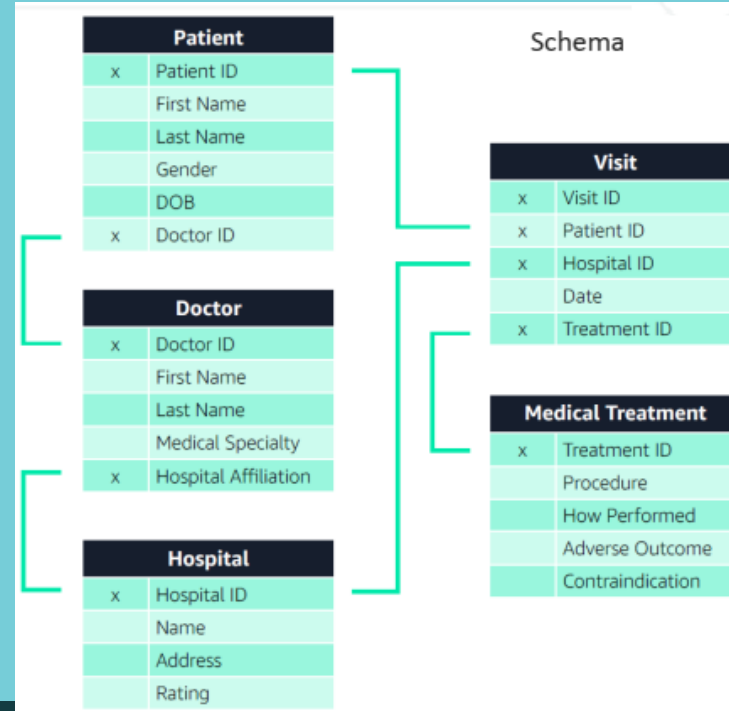 Schema
Patient
x Patient ID
First Name
Last Name
Gender
DOB
x Doctor ID
Doctor
x Doctor ID
First Name
Last Name
Medical Specialty
x Hospital Affiliation
Hospital
x Hospital ID
Name
Address
Rating
Visit
x Visit ID
x Patient ID
x Hospital ID
Date
x Treatment ID
Medical Treatment
x Treatment ID
Procedure
How Performed
Adverse Outcome
Contraindication